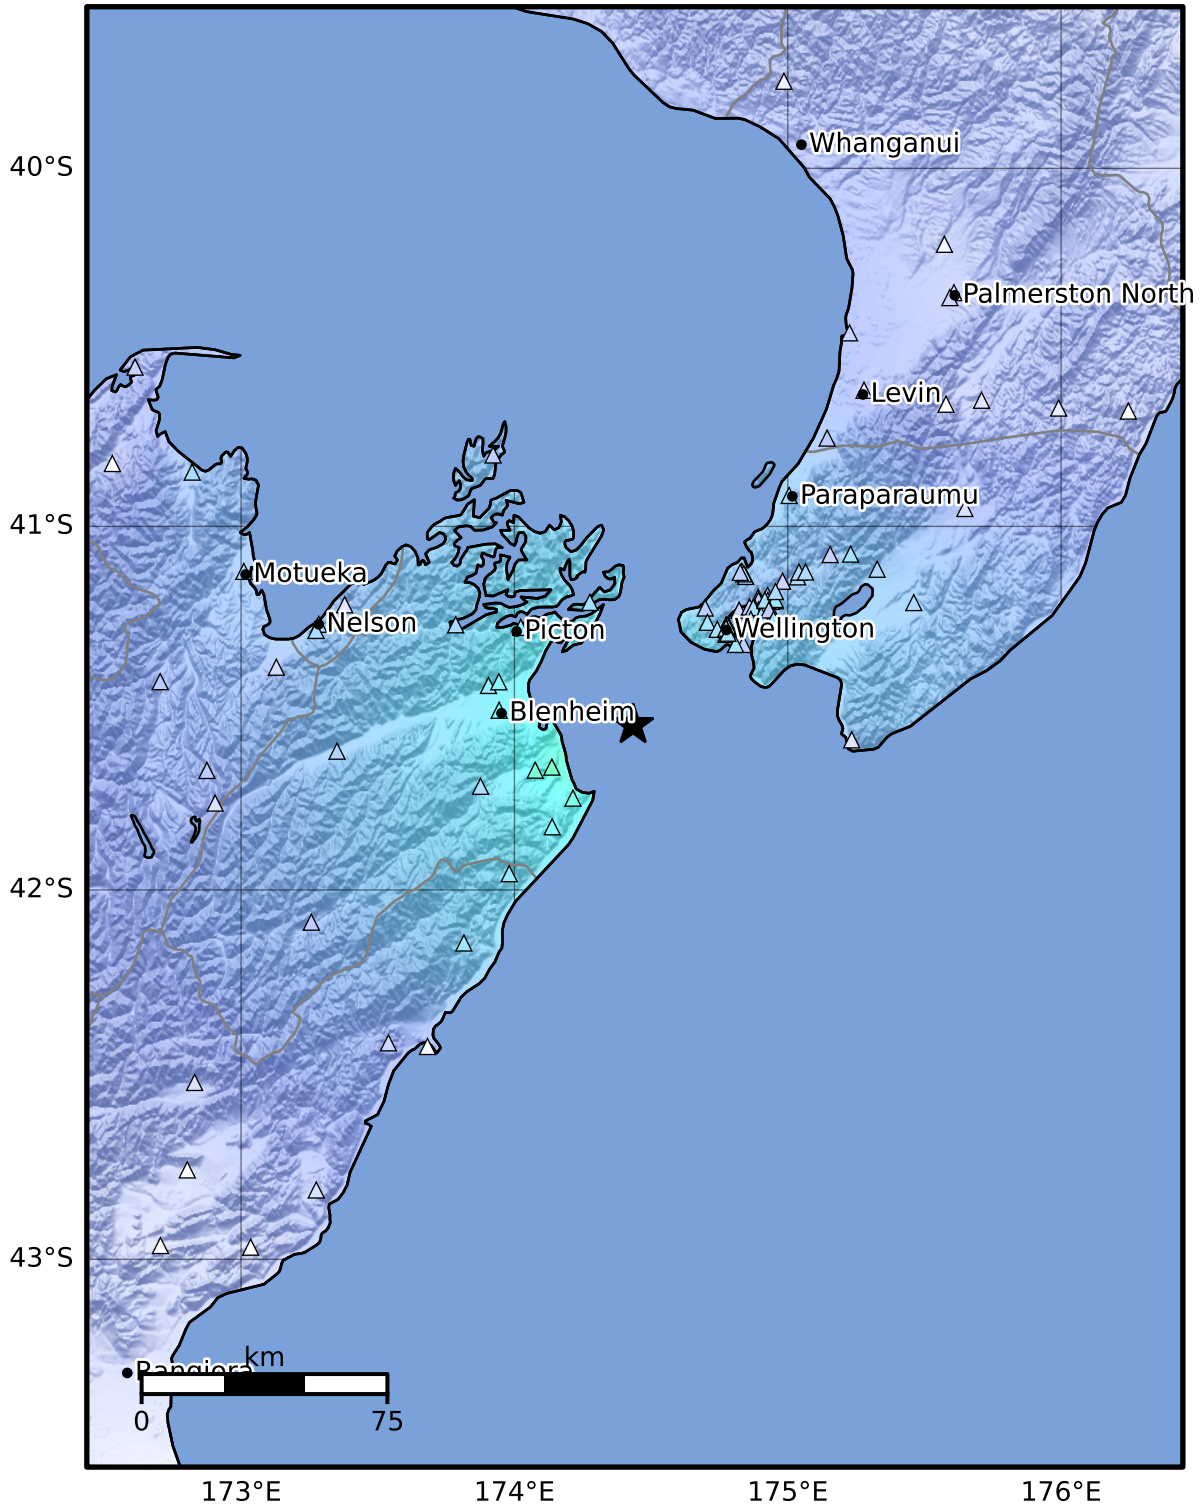 Whanganui
40°S
Palmerston North
Levin
Paraparaumu
41°S
Motueka
Nelson
Picton
Wellington
Blenheim
42°S
43°S
km
Rangiora
0 75
173°E 174°E 175°E 176°E